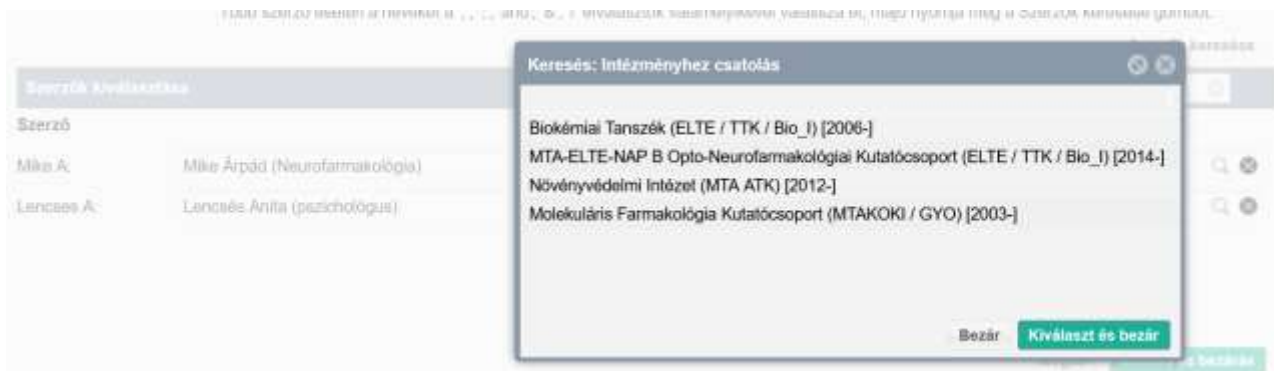 Keresés: Intézményhez csatolás
Szerzők kiválasztása
Biokémiai Tanszék (ELTE / TTK / Bio_I) [2006-]
MTA-ELTE-NAP B Opto-Neurofarmakológiai Kutatócsoport (ELTE / TTK / Bio_I) [2014-]
Növényvédelmi Intézet (MTA ATK) [2012-]
Molekuláris Farmakológia Kutatócsoport (MTAKOKI / GYO) [2003-]
Szerző
Mike A. Mike Árpád (Neurofarmakológia)
Lencsés A. Lencsés Anita (pszichológus)
Bezár Kiválaszt és bezár